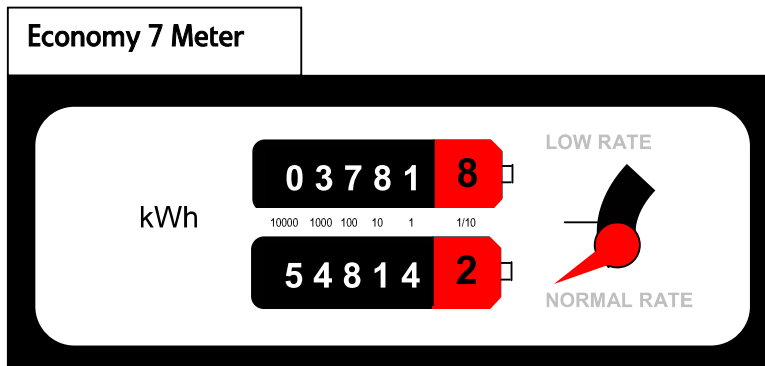 Economy 7 Meter
LOW RATE
0 3 7 8 1 8
kWh
10000 1000 100 10 1 1/10
5 4 8 1 4 2
NORMAL RATE